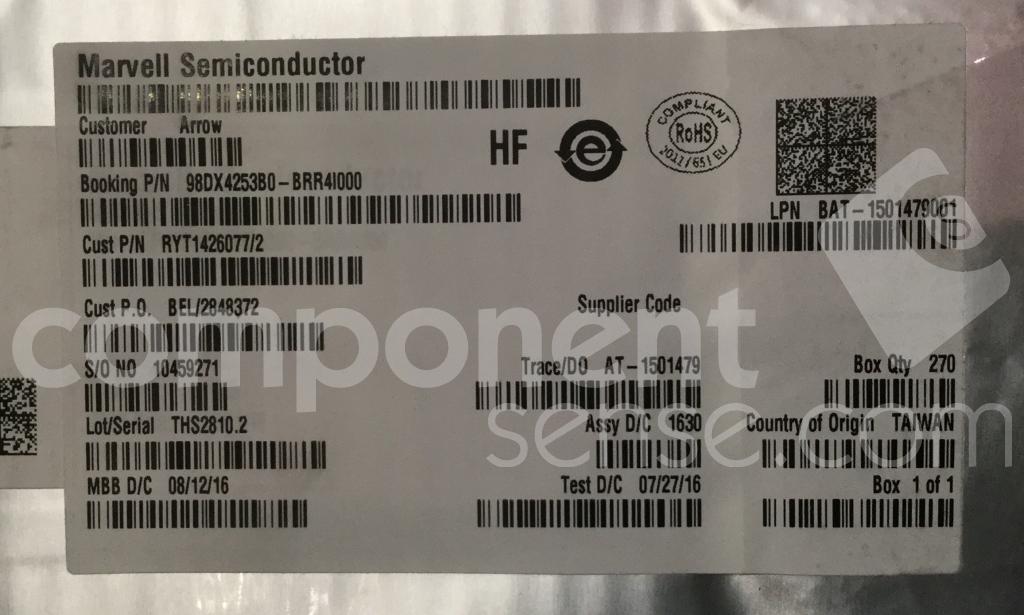 Marvell Semiconductor
Customer Arrow
HF
e
COMPLIANT
RoHS
2011/65/EU
Booking P/N 98DX4253B0-BRR4I000
LPN BAT-1501479001
Cust P/N RYT1426077/2
Cust P.O. BEL/2848372
Supplier Code
component
sense.com
S/O NO 10459271
Trace/DO AT-1501479
Box Qty 270
Lot/Serial THS2810.2
Assy D/C 1630
Country of Origin TAIWAN
MBB D/C 08/12/16
Test D/C 07/27/16
Box 1 of 1